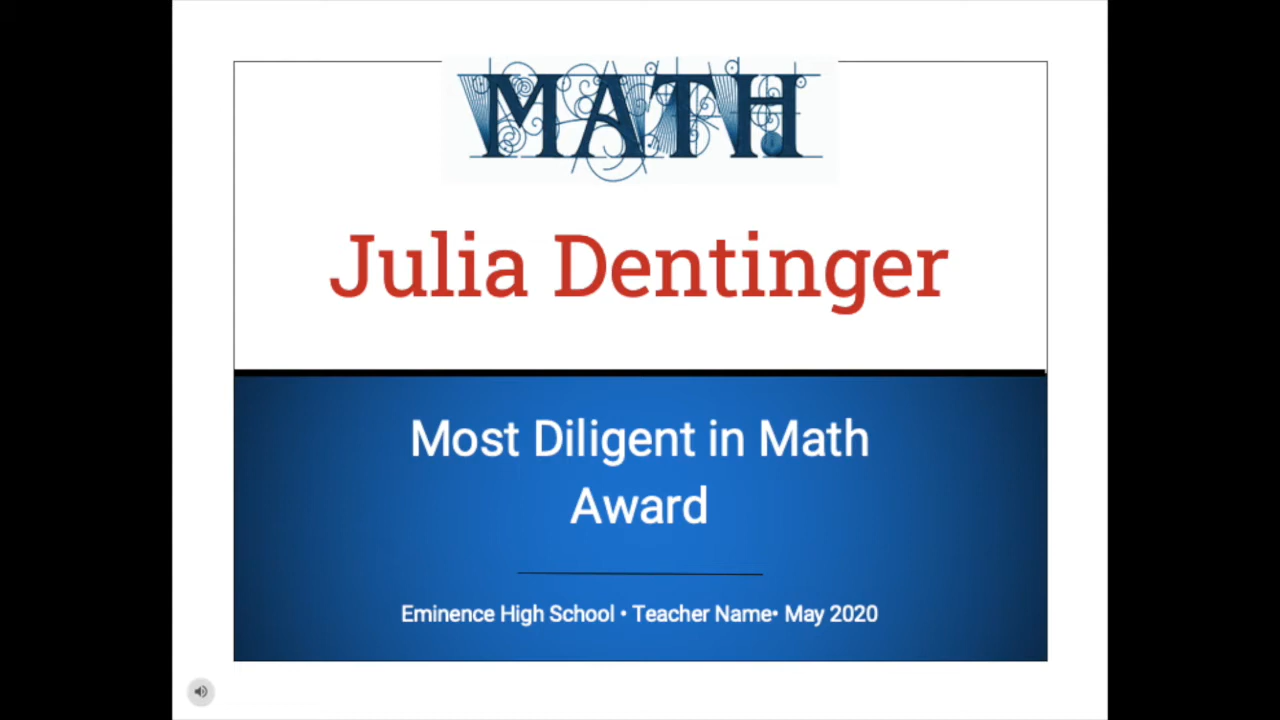 MATH
Julia Dentinger
Most Diligent in Math
Award
Eminence High School • Teacher Name• May 2020